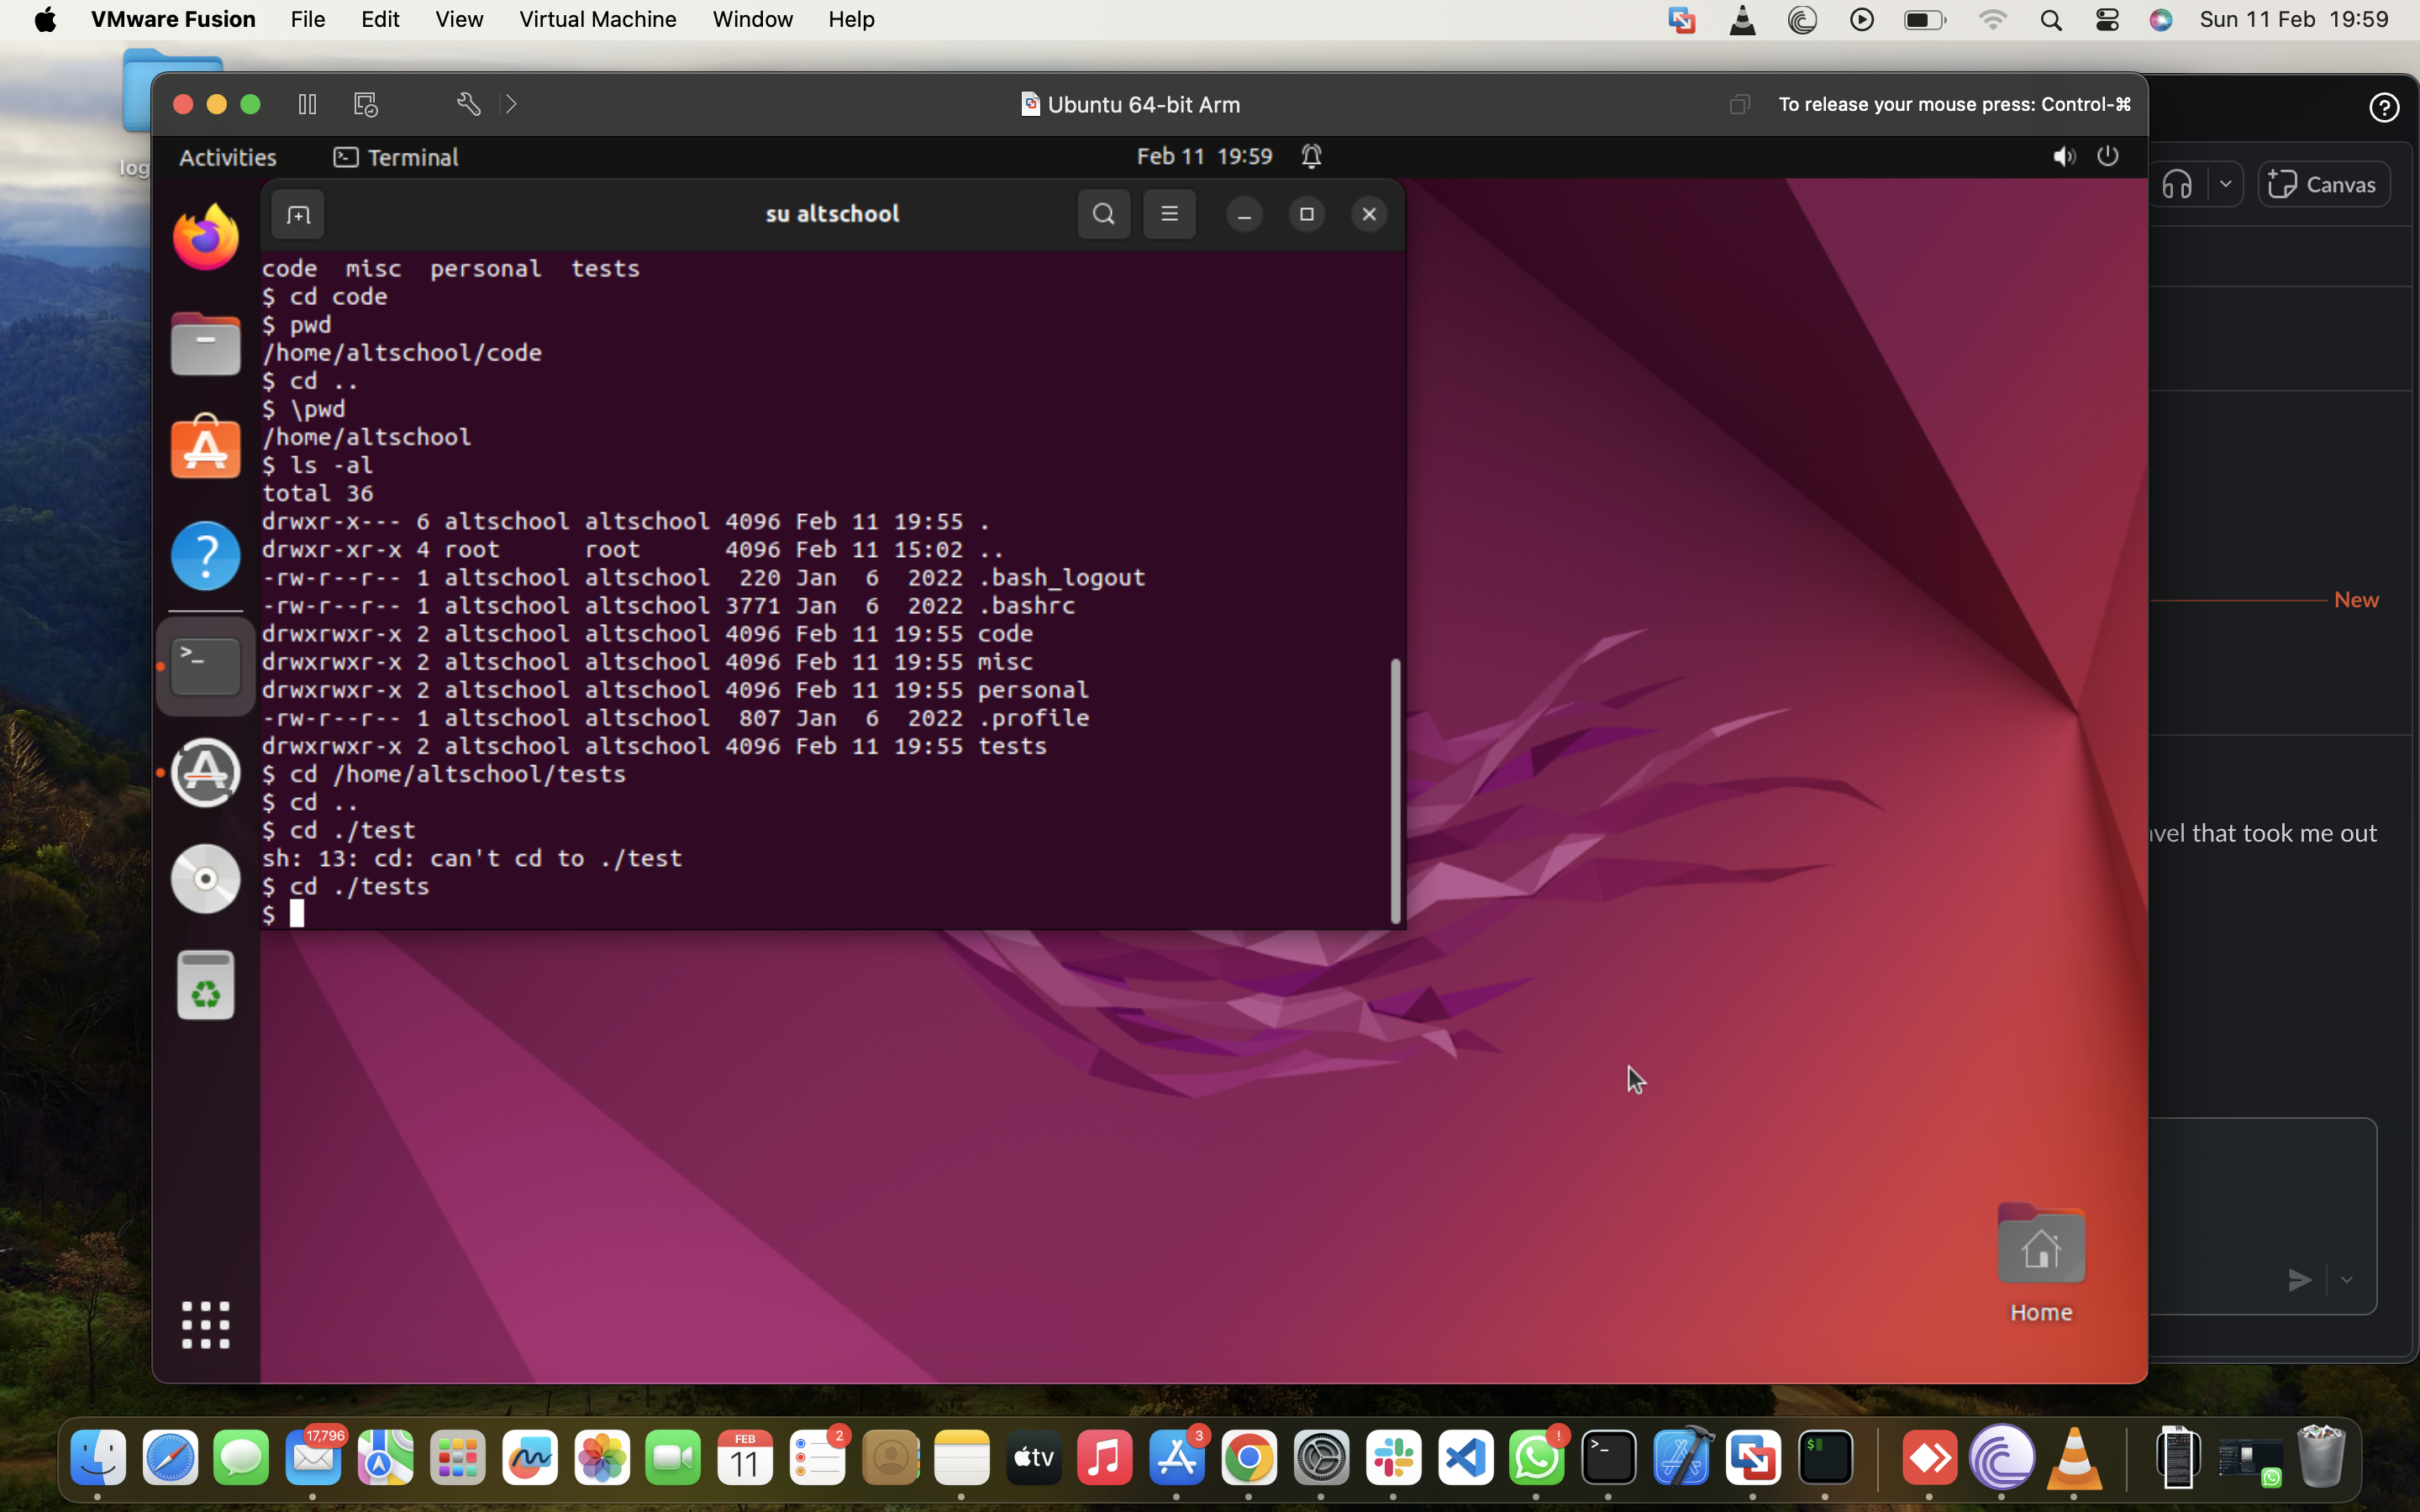 VMware Fusion File Edit View Virtual Machine Window Help Sun 11 Feb 19:59
Ubuntu 64-bit Arm To release your mouse press: Control-⌘
Activities Terminal Feb 11 19:59
Canvas
su altschool
code misc personal tests
$ cd code
$ pwd
/home/altschool/code
$ cd ..
$ \pwd
/home/altschool
$ ls -al
total 36
drwxr-x--- 6 altschool altschool 4096 Feb 11 19:55 .
drwxr-xr-x 4 root root 4096 Feb 11 15:02 ..
-rw-r--r-- 1 altschool altschool 220 Jan 6 2022 .bash_logout
-rw-r--r-- 1 altschool altschool 3771 Jan 6 2022 .bashrc
drwxrwxr-x 2 altschool altschool 4096 Feb 11 19:55 code
drwxrwxr-x 2 altschool altschool 4096 Feb 11 19:55 misc
drwxrwxr-x 2 altschool altschool 4096 Feb 11 19:55 personal
-rw-r--r-- 1 altschool altschool 807 Jan 6 2022 .profile
drwxrwxr-x 2 altschool altschool 4096 Feb 11 19:55 tests
$ cd /home/altschool/tests
$ cd ..
$ cd ./test
sh: 13: cd: can't cd to ./test
$ cd ./tests
$
New
that took me out
Home
17,796 FEB 11 2 tv 3